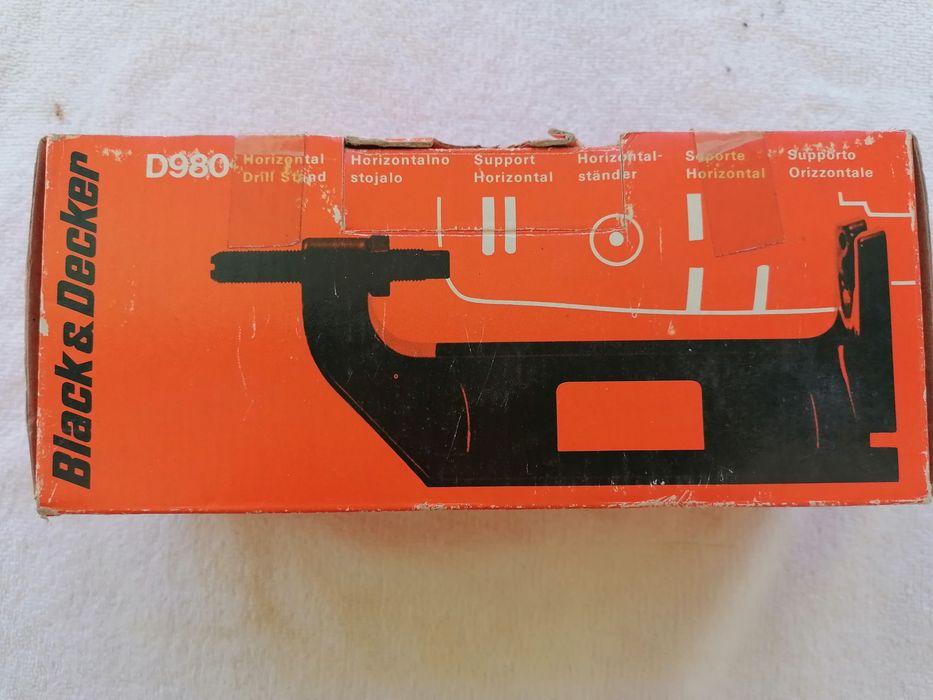 Black & Decker
D980
Horizontal
Drill Stand
Horizontalno
stojalo
Support
Horizontal
Horizontal-
ständer
Soporte
Horizontal
Supporto
Orizzontale